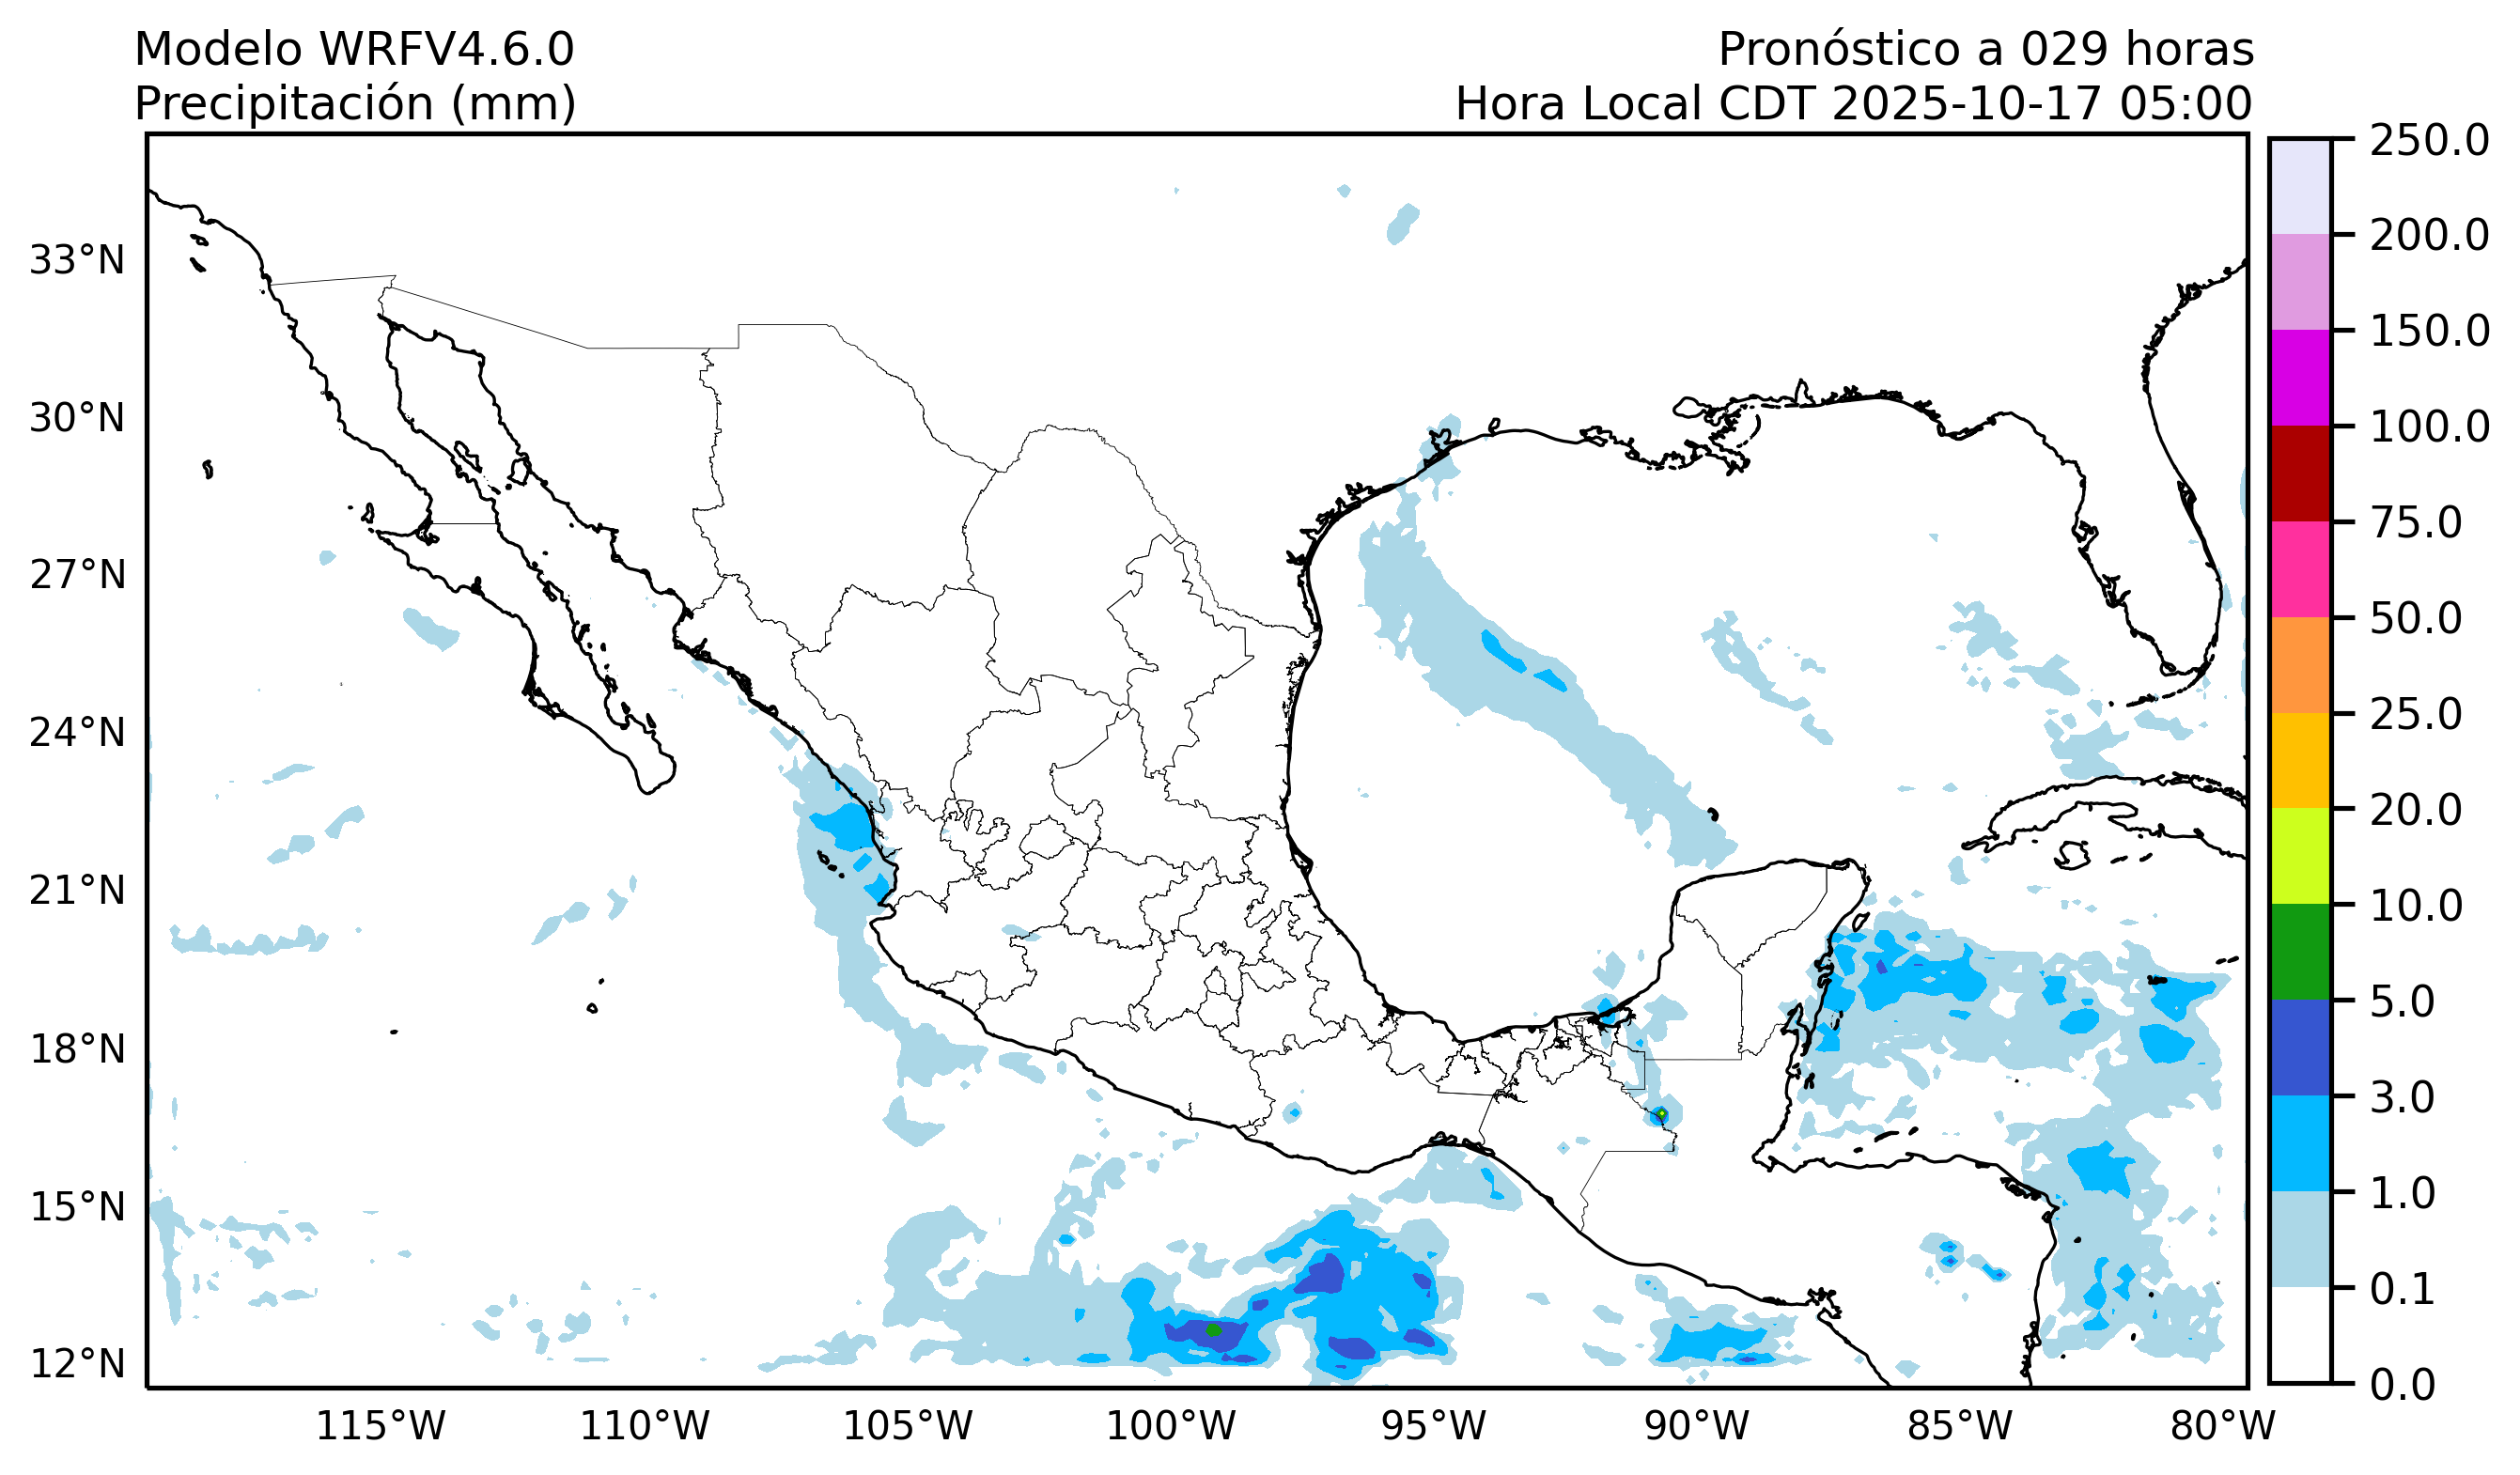 Modelo WRFV4.6.0
Precipitación (mm)
Pronóstico a 029 horas
Hora Local CDT 2025-10-17 05:00
33°N
30°N
27°N
24°N
21°N
18°N
15°N
12°N
115°W
110°W
105°W
100°W
95°W
90°W
85°W
80°W
250.0
200.0
150.0
100.0
75.0
50.0
25.0
20.0
10.0
5.0
3.0
1.0
0.1
0.0